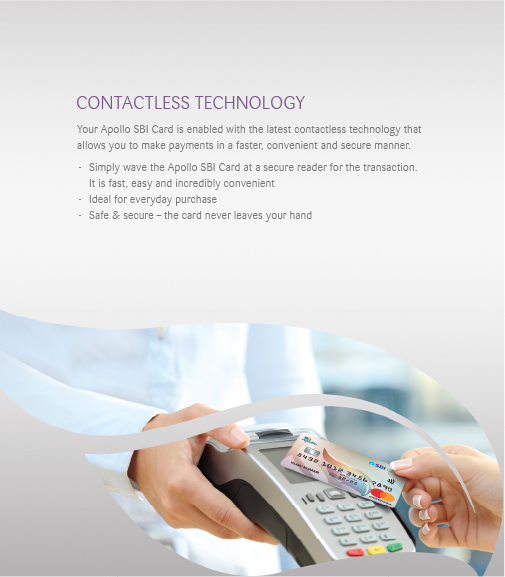 CONTACTLESS TECHNOLOGY
Your Apollo SBI Card is enabled with the latest contactless technology that
allows you to make payments in a faster, convenient and secure manner.
- Simply wave the Apollo SBI Card at a secure reader for the transaction.
It is fast, easy and incredibly convenient
- Ideal for everyday purchase
- Safe & secure – the card never leaves your hand
SBI